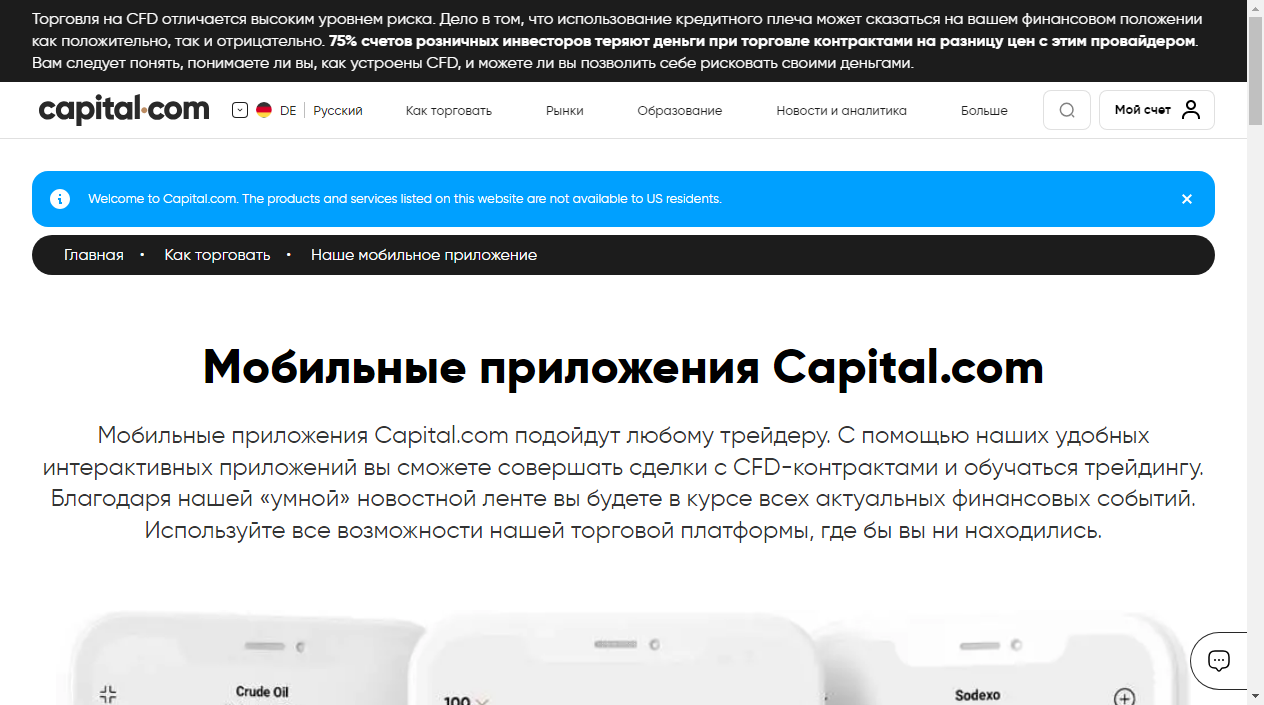 Торговля на CFD отличается высоким уровнем риска. Дело в том, что использование кредитного плеча может сказаться на вашем финансовом положении
как положительно, так и отрицательно. 75% счетов розничных инвесторов теряют деньги при торговле контрактами на разницу цен с этим провайдером.
Вам следует понять, понимаете ли вы, как устроены CFD, и можете ли вы позволить себе рисковать своими деньгами.
capital.com DE Русский Как торговать Рынки Образование Новости и аналитика Больше Мой счет
Welcome to Capital.com. The products and services listed on this website are not available to US residents.
Главная • Как торговать • Наше мобильное приложение
Мобильные приложения Capital.com
Мобильные приложения Capital.com подойдут любому трейдеру. С помощью наших удобных
интерактивных приложений вы сможете совершать сделки с CFD-контрактами и обучаться трейдингу.
Благодаря нашей «умной» новостной ленте вы будете в курсе всех актуальных финансовых событий.
Используйте все возможности нашей торговой платформы, где бы вы ни находились.
Crude Oil 100 Sodexo